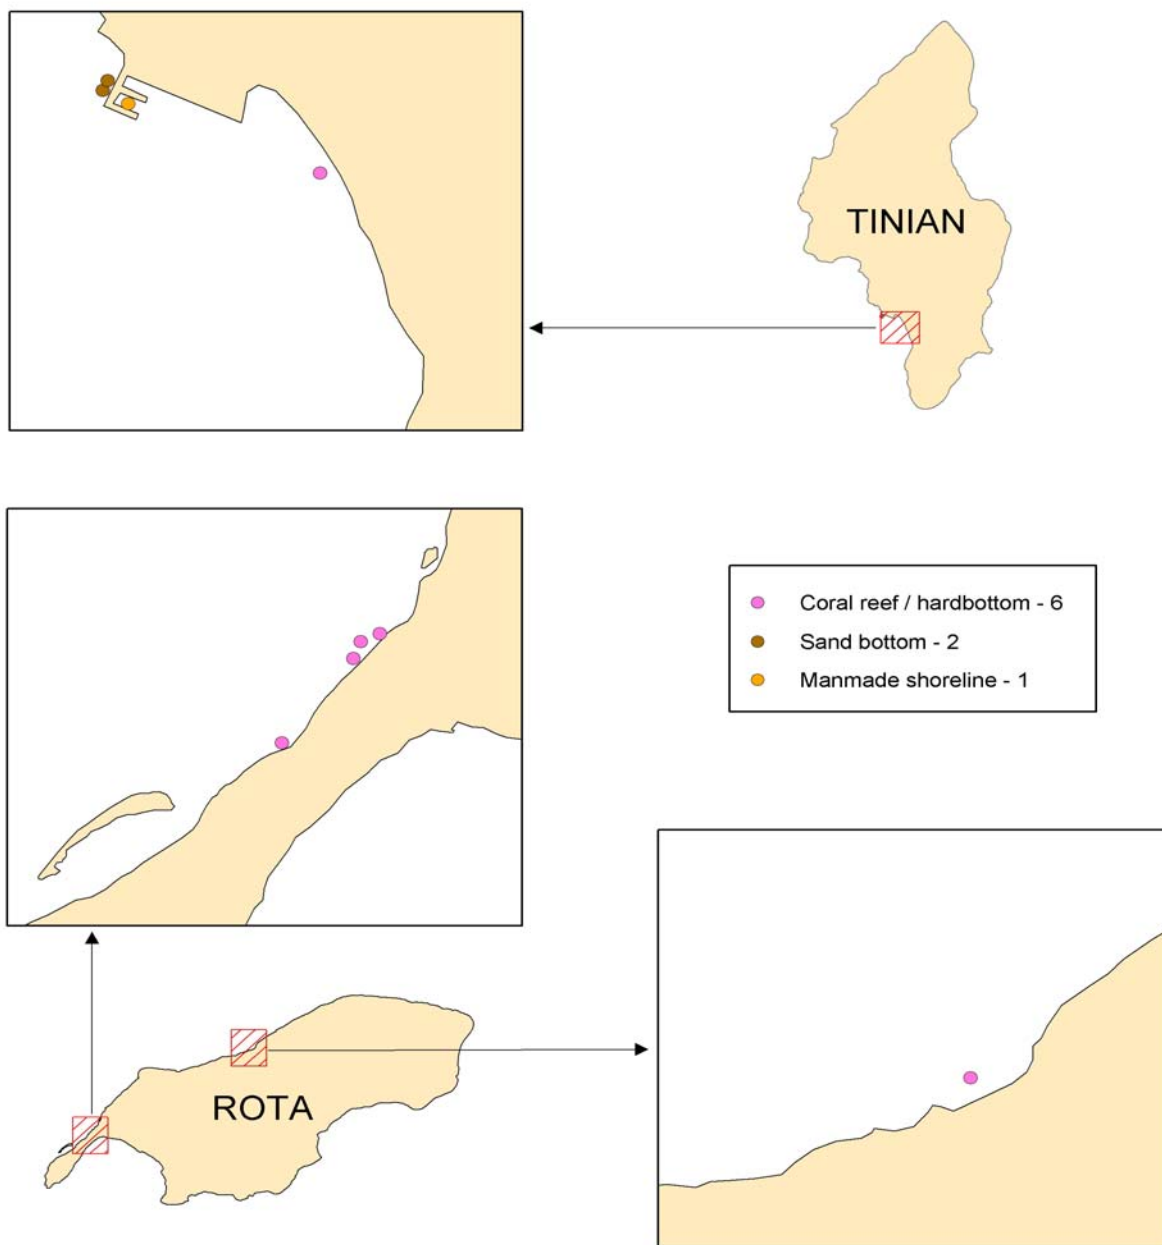 TINIAN
Coral reef / hardbottom - 6
Sand bottom - 2
Manmade shoreline - 1
ROTA